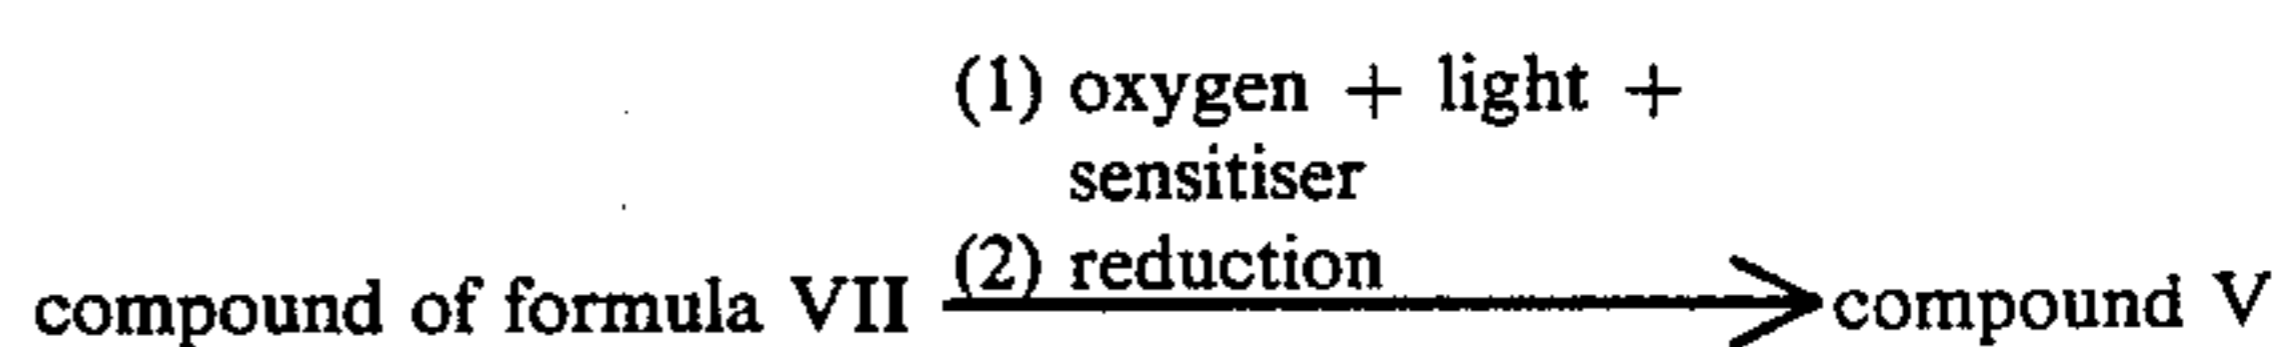 (1) oxygen + light +
sensitiser
(2) reduction
compound of formula VII
compound V